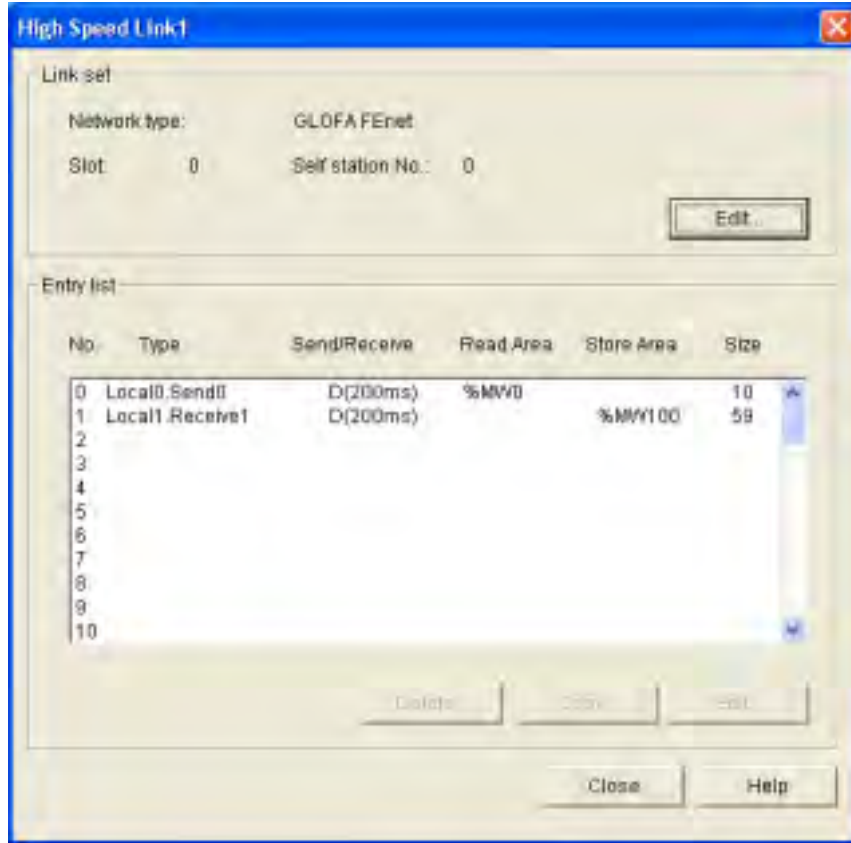 High Speed Link1
Link set
Network type: GLOFA FEnet
Slot 0 Self station No.: 0
Edit...
Entry list
No. Type Send/Receive Read Area Store Area Size
0 Local0.Send0 D(200ms) %MW0 10
1 Local1.Receive1 D(200ms) %MW100 59
2
3
4
5
6
7
8
9
10
Delete Edit...
Close Help